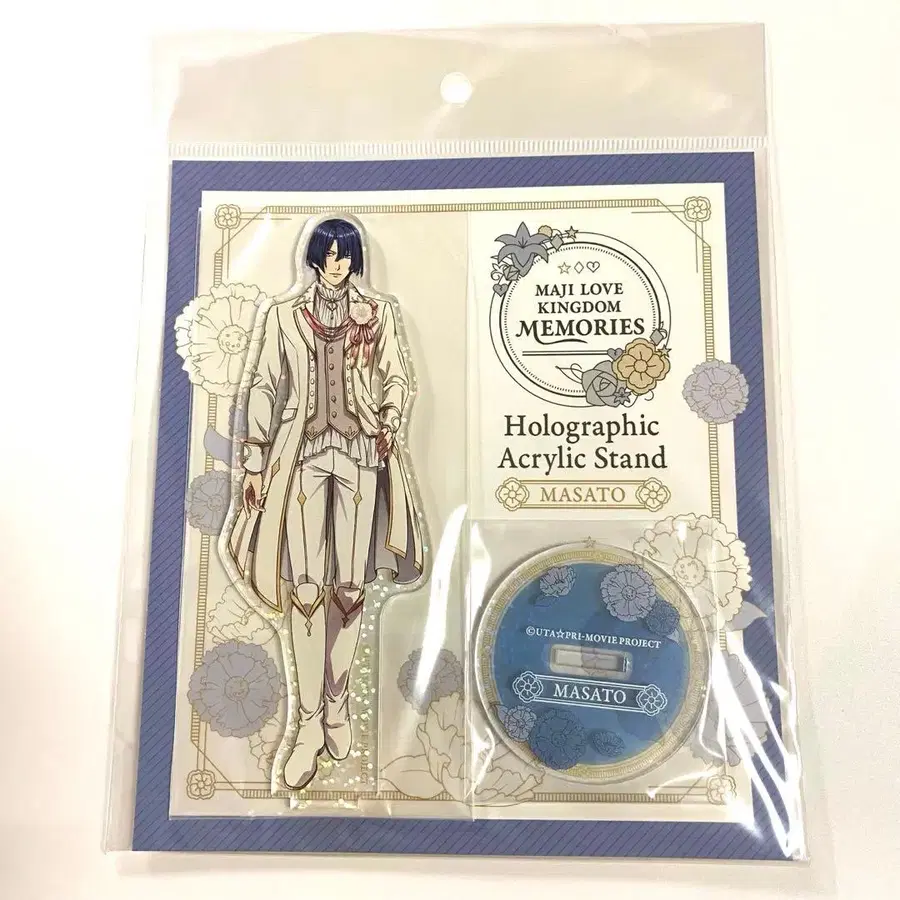 ☆♢♡
MAJI LOVE
KINGDOM
MEMORIES
Holographic
Acrylic Stand
MASATO
©UTA☆PRI-MOVIE PROJECT
MASATO